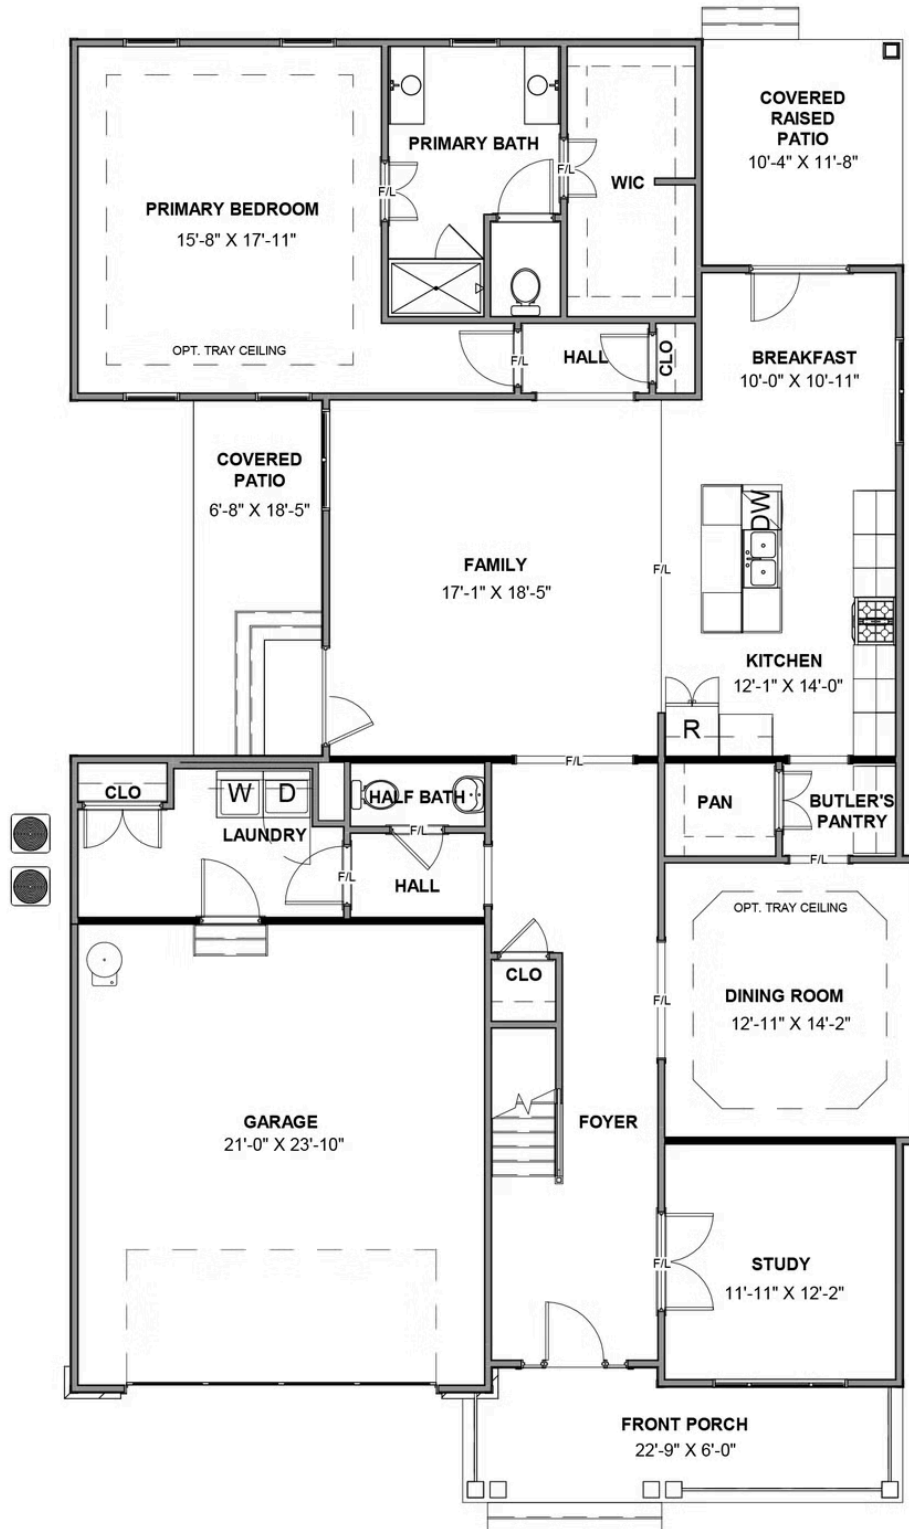 COVERED
RAISED
PATIO
10'-4" X 11'-8"
PRIMARY BATH
F/L
F/L
WIC
PRIMARY BEDROOM
15'-8" X 17'-11"
OPT. TRAY CEILING
F/L
HALL
CLO
BREAKFAST
10'-0" X 10'-11"
COVERED
PATIO
6'-8" X 18'-5"
DW
FAMILY
17'-1" X 18'-5"
F/L
KITCHEN
12'-1" X 14'-0"
R
F/L
CLO
W
D
HALF BATH
PAN
BUTLER'S
PANTRY
LAUNDRY
F/L
F/L
F/L
HALL
OPT. TRAY CEILING
CLO
F/L
DINING ROOM
12'-11" X 14'-2"
GARAGE
21'-0" X 23'-10"
FOYER
F/L
STUDY
11'-11" X 12'-2"
FRONT PORCH
22'-9" X 6'-0"